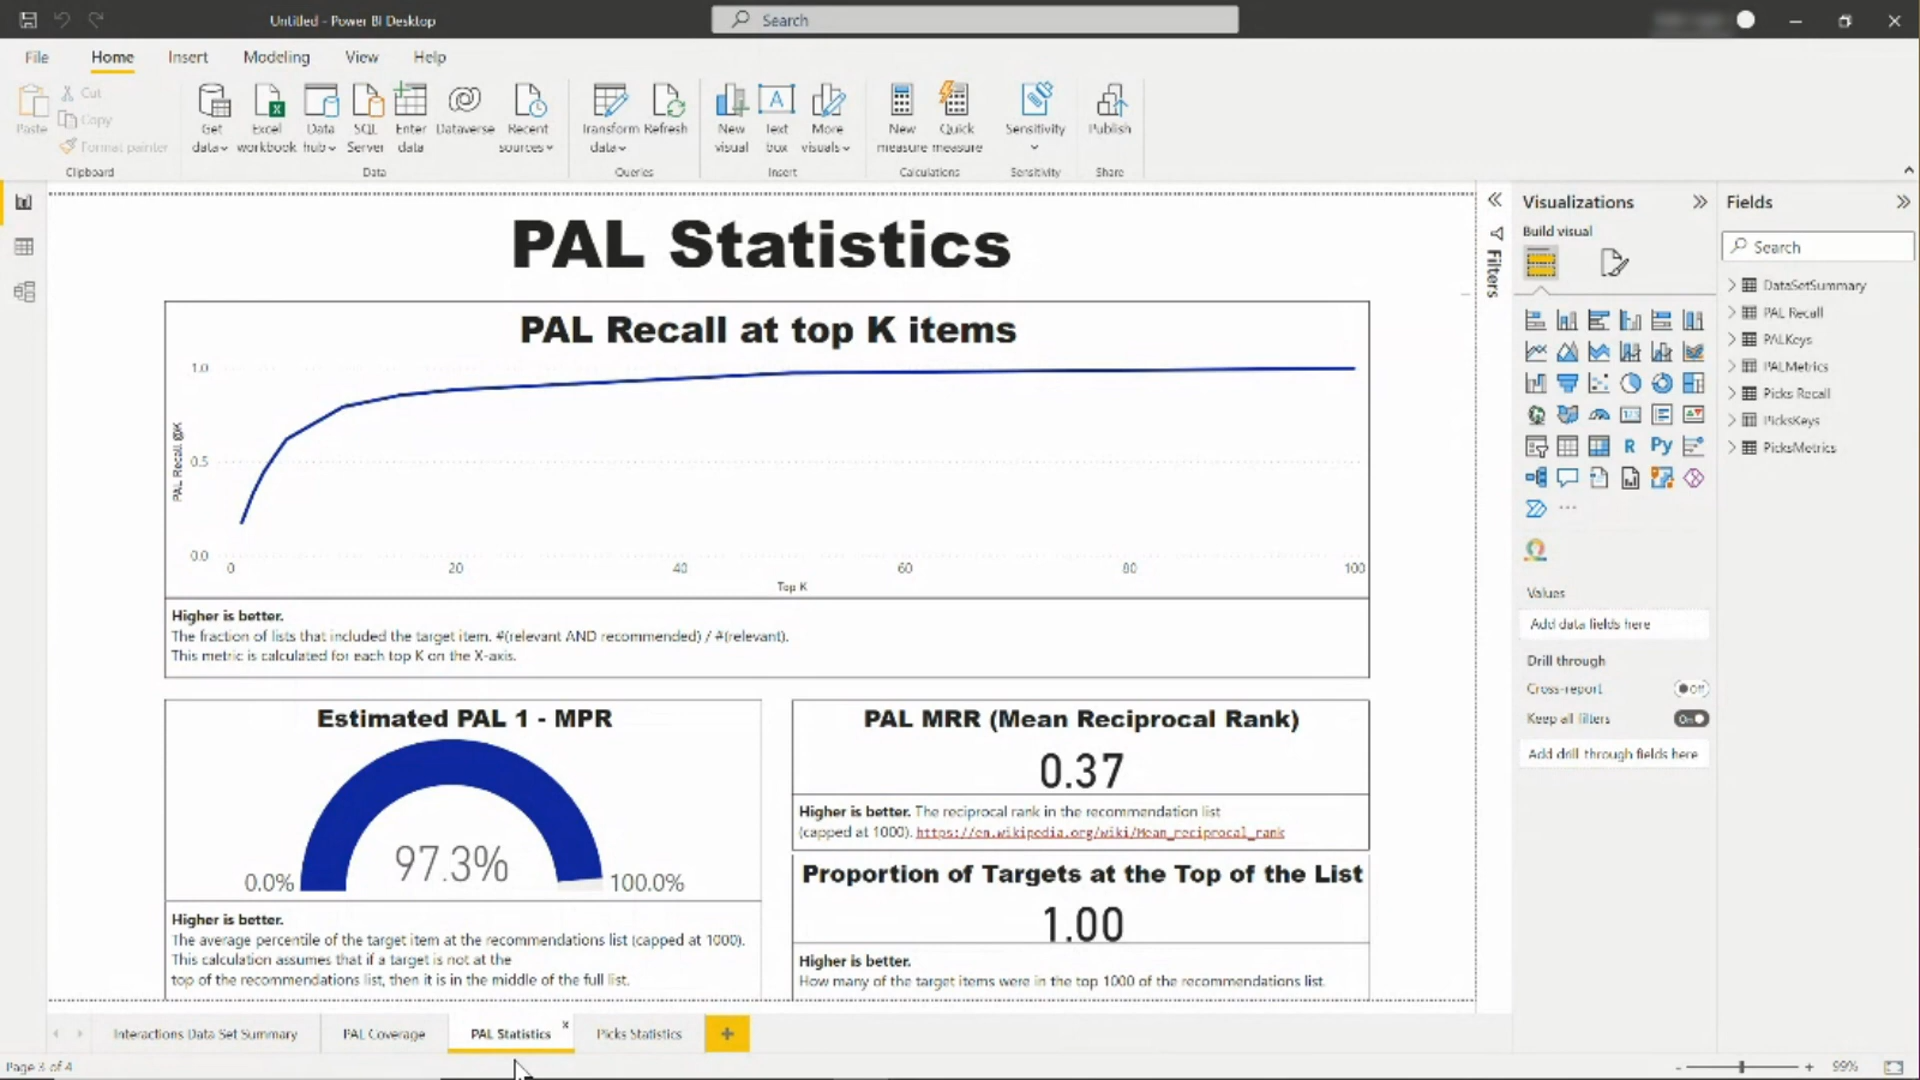 Untitled - Power BI Desktop
Search
File Home Insert Modeling View Help
Paste
Cut
Copy
Format painter
Clipboard
Get data
Excel workbook
Data hub
SQL Server
Enter data
Dataverse
Recent sources
Data
Transform data
Refresh
Queries
New visual
Text box
More visuals
Insert
New measure
Quick measure
Calculations
Sensitivity
Sensitivity
Publish
Share
PAL Statistics
PAL Recall at top K items
PAL Recall @K
1.0
0.5
0.0
0 20 40 60 80 100
Top K
Higher is better.
The fraction of lists that included the target item. #(relevant AND recommended) / #(relevant).
This metric is calculated for each top K on the X-axis.
Estimated PAL 1 - MPR
97.3%
0.0% 100.0%
Higher is better.
The average percentile of the target item at the recommendations list (capped at 1000).
This calculation assumes that if a target is not at the
top of the recommendations list, then it is in the middle of the full list.
PAL MRR (Mean Reciprocal Rank)
0.37
Higher is better. The reciprocal rank in the recommendation list
(capped at 1000). https://en.wikipedia.org/wiki/Mean_reciprocal_rank
Proportion of Targets at the Top of the List
1.00
Higher is better.
How many of the target items were in the top 1000 of the recommendations list.
Filters
Visualizations
Build visual
R Py
123
Values
Add data fields here
Drill through
Cross-report Off
Keep all filters On
Add drill-through fields here
Fields
Search
DataSetSummary
PAL Recall
PALKeys
PALMetrics
Picks Recall
PicksKeys
PicksMetrics
Interactions Data Set Summary PAL Coverage PAL Statistics x Picks Statistics +
Page 3 of 4
- + 99%